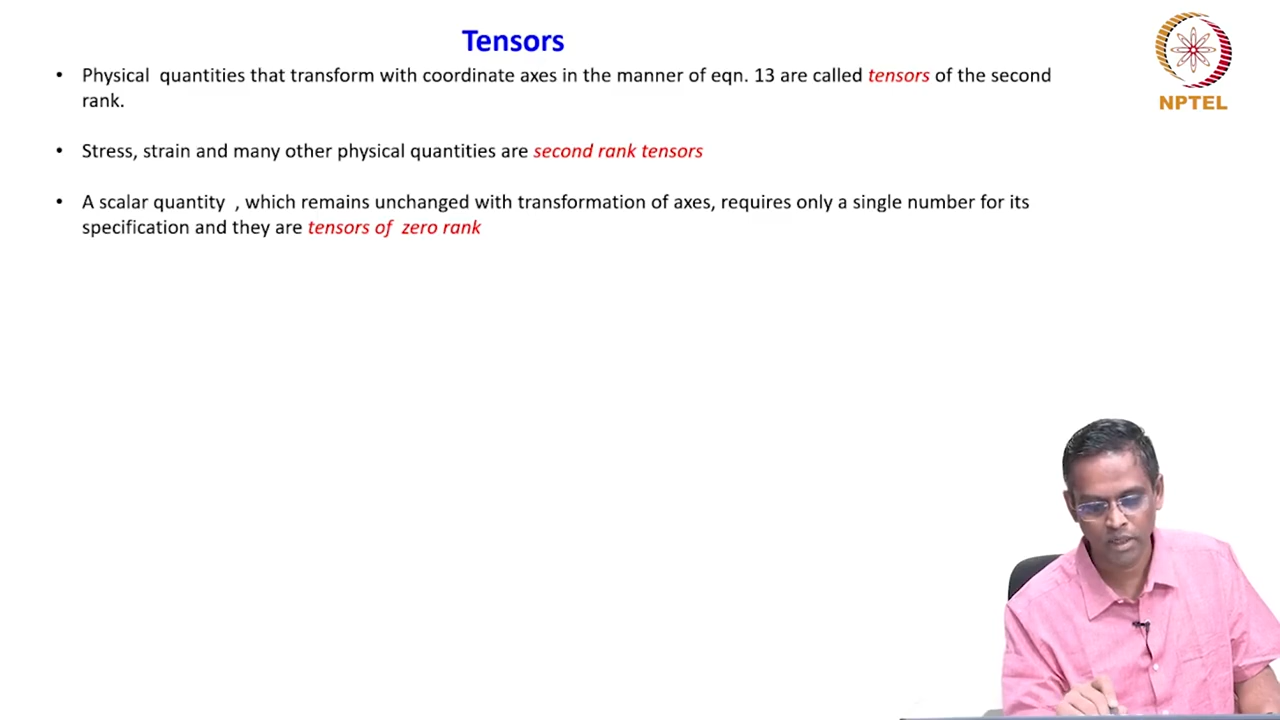 Tensors
• Physical quantities that transform with coordinate axes in the manner of eqn. 13 are called tensors of the second
rank.
• Stress, strain and many other physical quantities are second rank tensors
• A scalar quantity , which remains unchanged with transformation of axes, requires only a single number for its
specification and they are tensors of zero rank
NPTEL